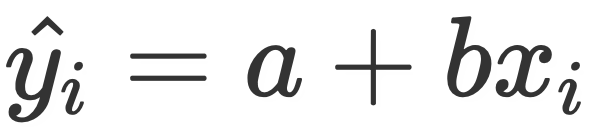 ŷᵢ = a + bxᵢ